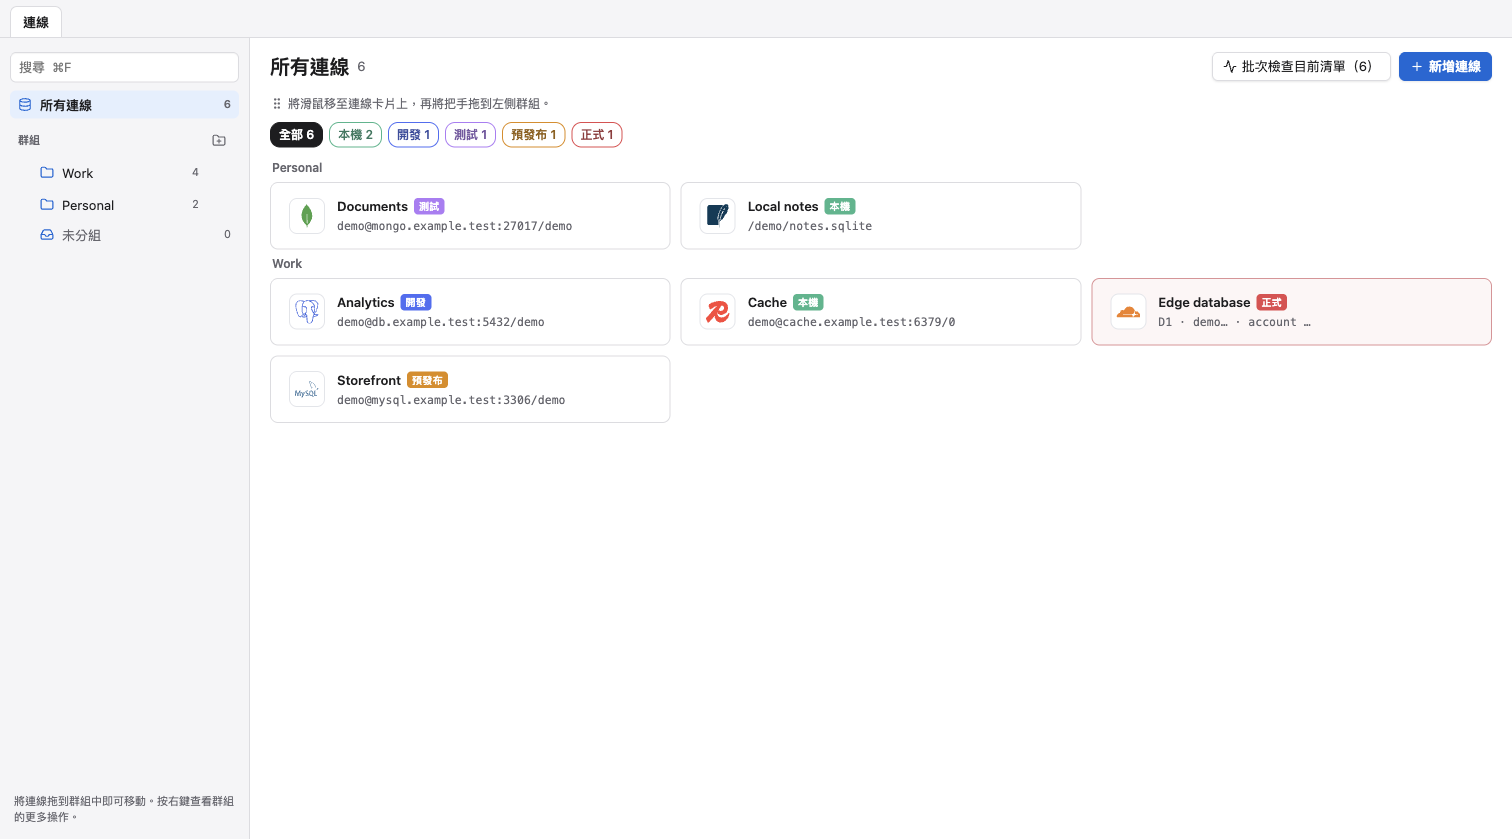 連線
搜尋 ⌘F
所有連線 6
群組
Work 4
Personal 2
未分組 0
將連線拖到群組中即可移動。按右鍵查看群組
的更多操作。
所有連線 6
批次檢查目前清單（6）
+ 新增連線
將滑鼠移至連線卡片上，再將把手拖到左側群組。
全部 6 本機 2 開發 1 測試 1 預發布 1 正式 1
Personal
Documents 測試
demo@mongo.example.test:27017/demo
Local notes 本機
/demo/notes.sqlite
Work
Analytics 開發
demo@db.example.test:5432/demo
Cache 本機
demo@cache.example.test:6379/0
Edge database 正式
D1 · demo… · account …
MySQL
Storefront 預發布
demo@mysql.example.test:3306/demo